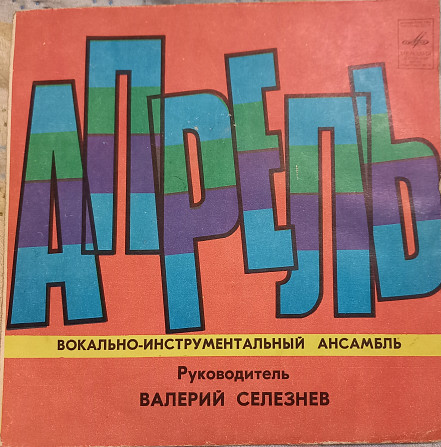 АПРЕЛЬ
ВОКАЛЬНО-ИНСТРУМЕНТАЛЬНЫЙ АНСАМБЛЬ
Руководитель
ВАЛЕРИЙ СЕЛЕЗНЕВ